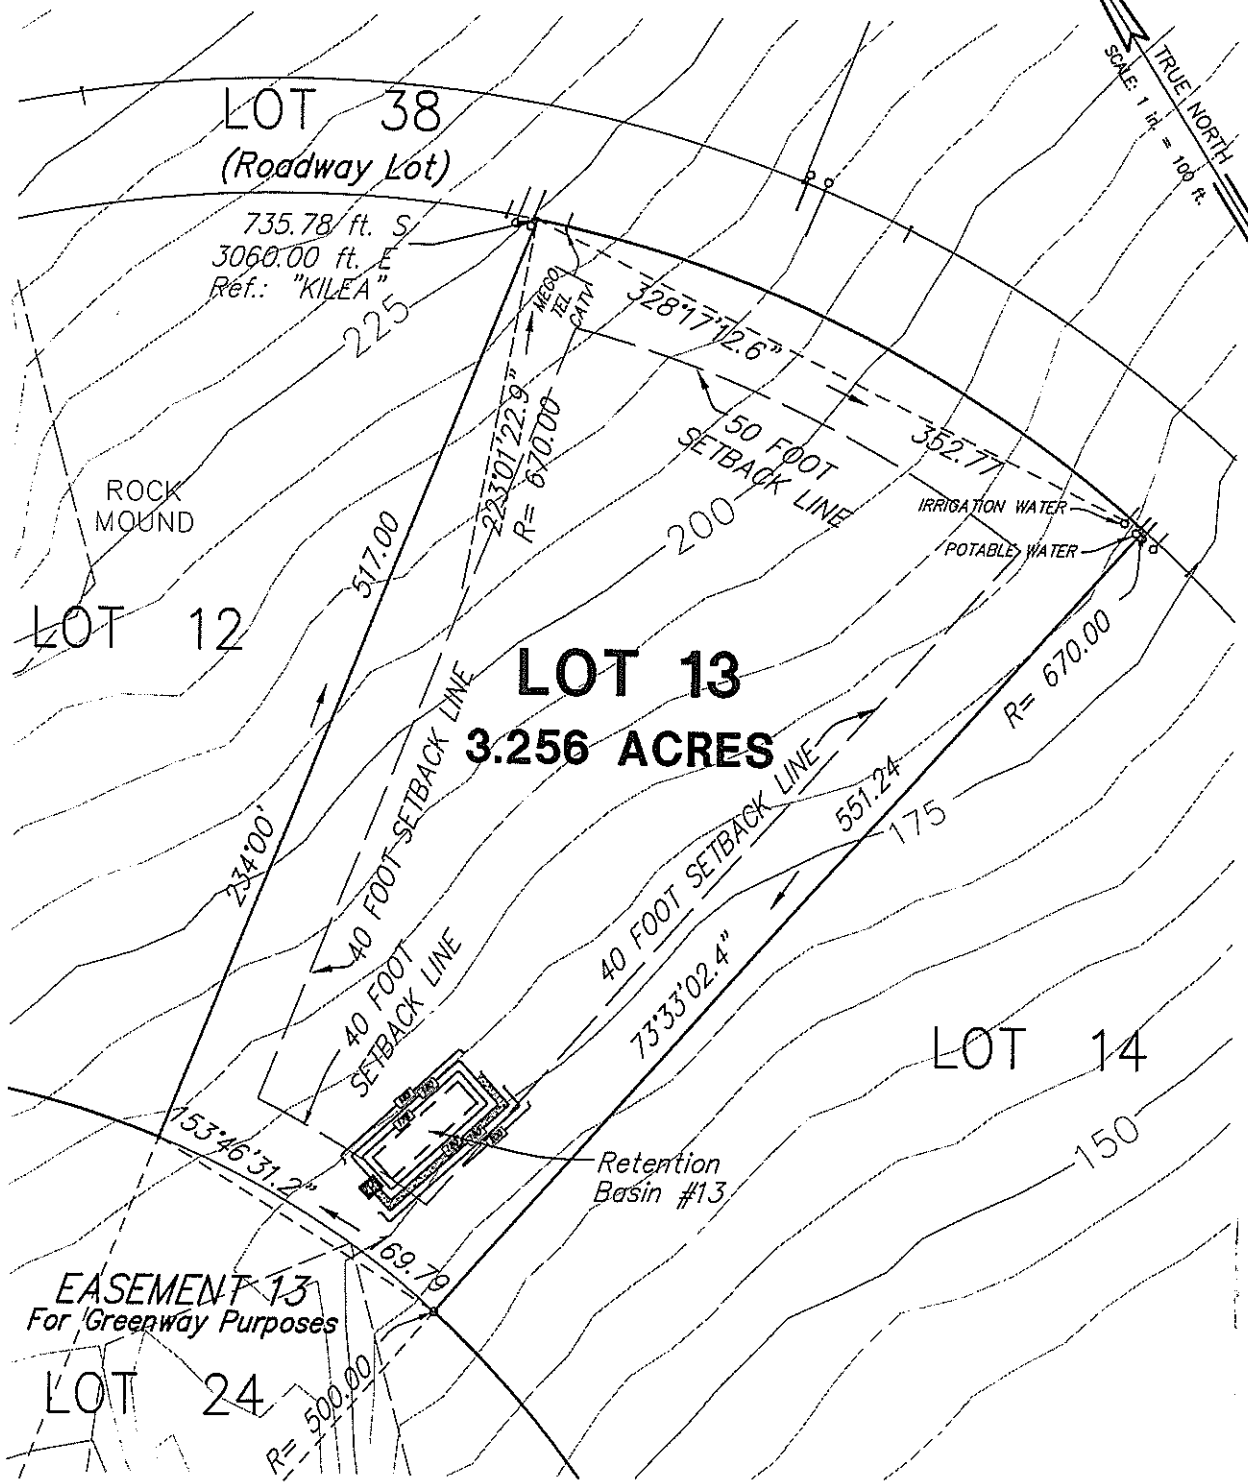 TRUE NORTH
SCALE: 1 in. = 100 ft.
LOT 38
(Roadway Lot)
735.78 ft. S
3060.00 ft. E
Ref.: "KILEA"
225
MECO,
TEL
CATV
328°17'12.6"
352.77
223°01'22.9"
R= 670.00
50 FOOT
SETBACK LINE
200
IRRIGATION WATER
POTABLE WATER
ROCK
MOUND
517.00
LOT 12
LOT 13
3.256 ACRES
R= 670.00
40 FOOT SETBACK LINE
40 FOOT SETBACK LINE
551.24
175
234°00'
40 FOOT
SETBACK LINE
73°33'02.4"
LOT 14
150
153°46'31.2"
Retention
Basin #13
169.79
EASEMENT 13
For Greenway Purposes
LOT 24
R= 500.00